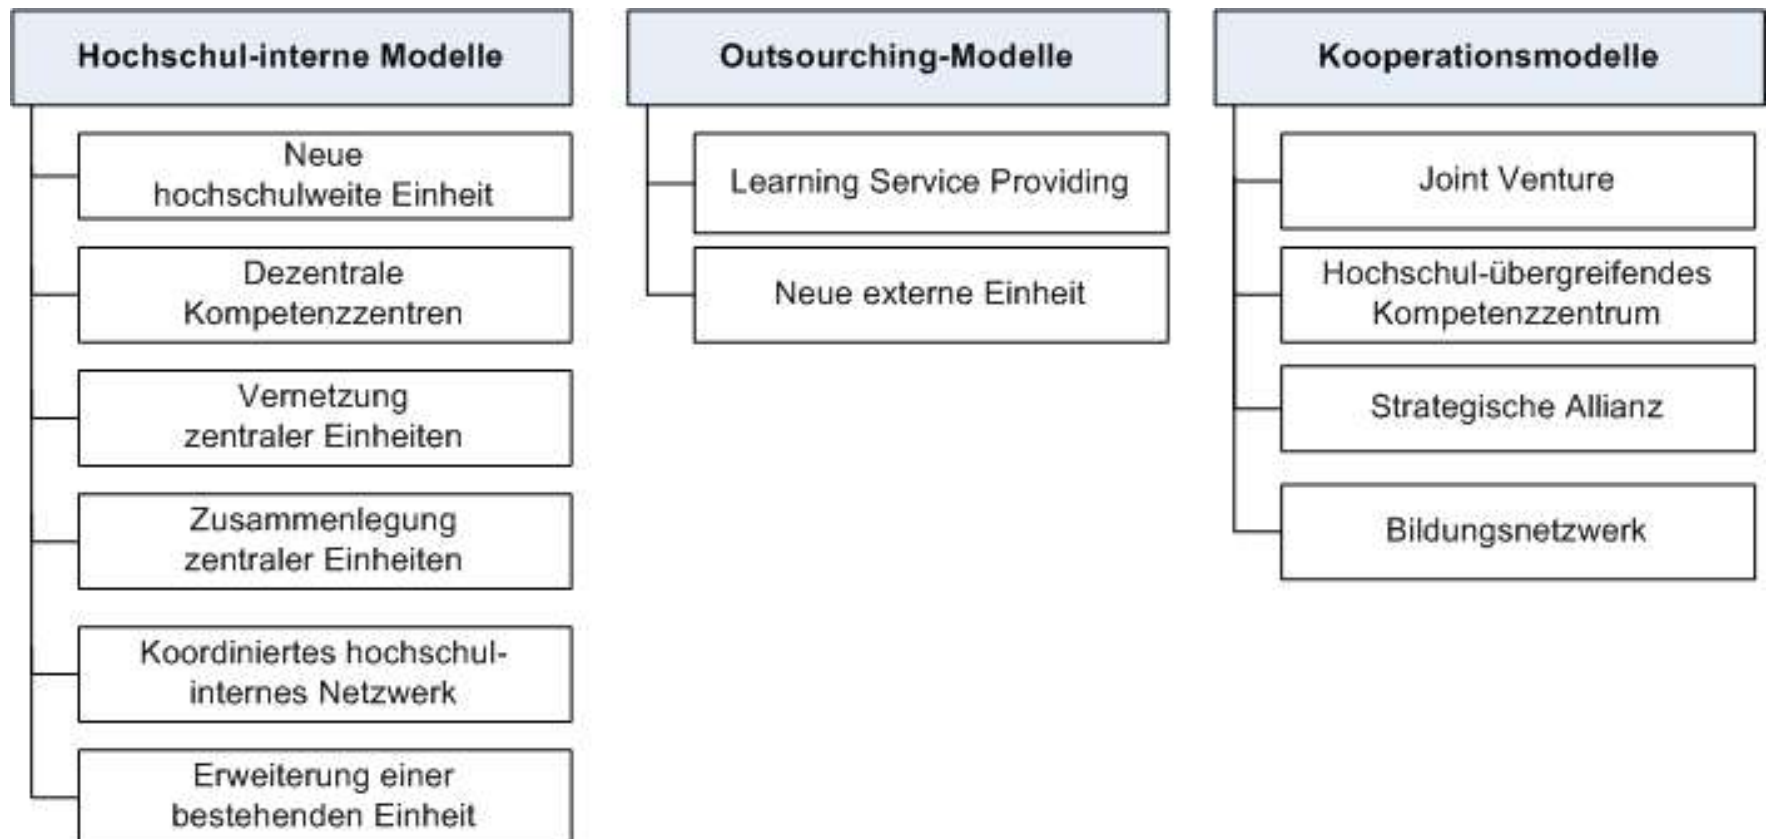 Hochschul-interne Modelle
Neue
hochschulweite Einheit
Dezentrale
Kompetenzzentren
Vernetzung
zentraler Einheiten
Zusammenlegung
zentraler Einheiten
Koordiniertes hochschul-
internes Netzwerk
Erweiterung einer
bestehenden Einheit
Outsourching-Modelle
Learning Service Providing
Neue externe Einheit
Kooperationsmodelle
Joint Venture
Hochschul-übergreifendes
Kompetenzzentrum
Strategische Allianz
Bildungsnetzwerk